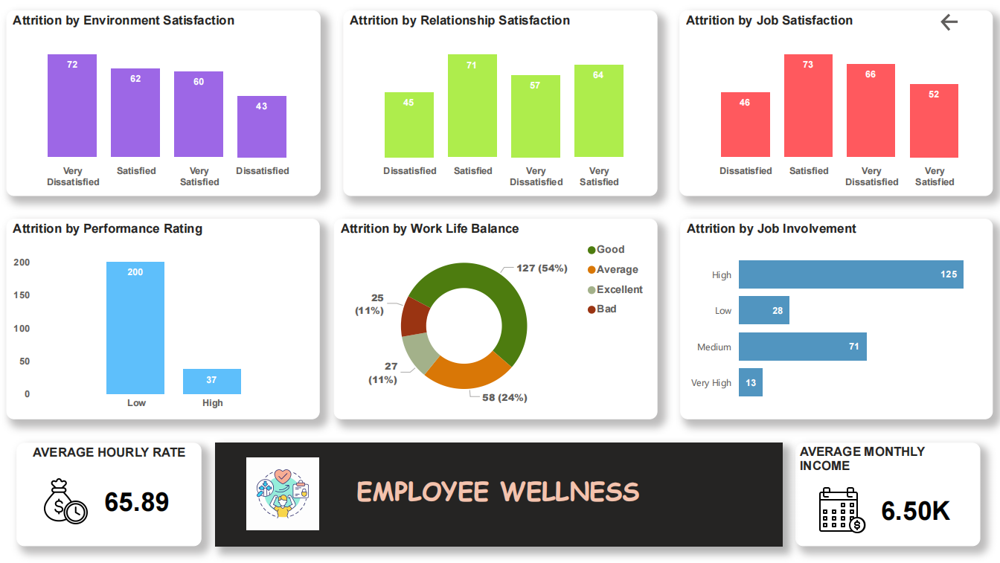 Attrition by Environment Satisfaction
72
62
60
43
Very
Dissatisfied
Satisfied
Very
Satisfied
Dissatisfied
Attrition by Relationship Satisfaction
45
71
57
64
Dissatisfied
Satisfied
Very
Dissatisfied
Very
Satisfied
Attrition by Job Satisfaction
46
73
66
52
Dissatisfied
Satisfied
Very
Dissatisfied
Very
Satisfied
Attrition by Performance Rating
200
150
100
50
0
200
37
Low
High
Attrition by Work Life Balance
Good
Average
Excellent
Bad
127 (54%)
25
(11%)
27
(11%)
58 (24%)
Attrition by Job Involvement
High
125
Low
28
Medium
71
Very High
13
AVERAGE HOURLY RATE
65.89
EMPLOYEE WELLNESS
AVERAGE MONTHLY
INCOME
6.50K